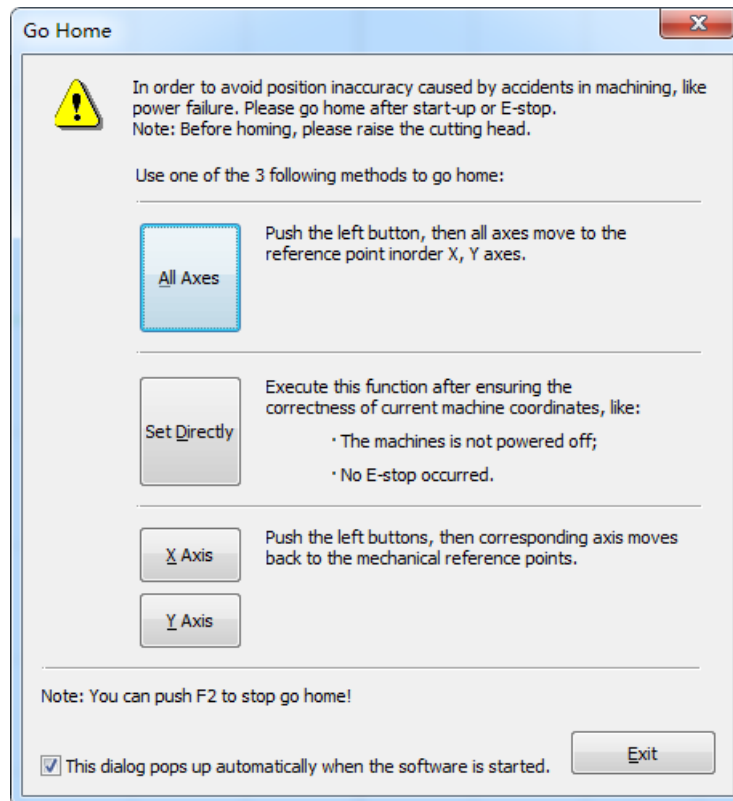 Go Home
In order to avoid position inaccuracy caused by accidents in machining, like
power failure. Please go home after start-up or E-stop.
Note: Before homing, please raise the cutting head.
Use one of the 3 following methods to go home:
All Axes
Push the left button, then all axes move to the
reference point inorder X, Y axes.
Set Directly
Execute this function after ensuring the
correctness of current machine coordinates, like:
· The machines is not powered off;
· No E-stop occurred.
X Axis
Push the left buttons, then corresponding axis moves
back to the mechanical reference points.
Y Axis
Note: You can push F2 to stop go home!
This dialog pops up automatically when the software is started.
Exit